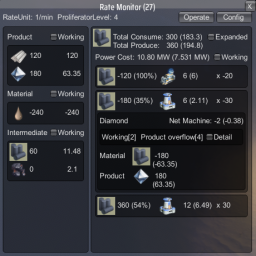 Rate Monitor (27)
X
RateUnit: 1/min ProliferatorLevel: 4
Operate
Config
Product Working
120 120
180 63.35
Material Working
-240 -240
Intermediate Working
60 11.48
0 2.1
Total Consume: 300 (183.3) Expanded
Total Produce: 360 (194.8)
Power Cost: 10.80 MW (7.531 MW) Working
-120 (100%) 6 (6) x -20
-180 (35%) 6 (2.11) x -30
Diamond Net Machine: -2 (-0.38)
Working[2] Product overflow[4] Detail
Material -180
(-63.35)
Product 180
(63.35)
360 (54%) 12 (6.49) x 30